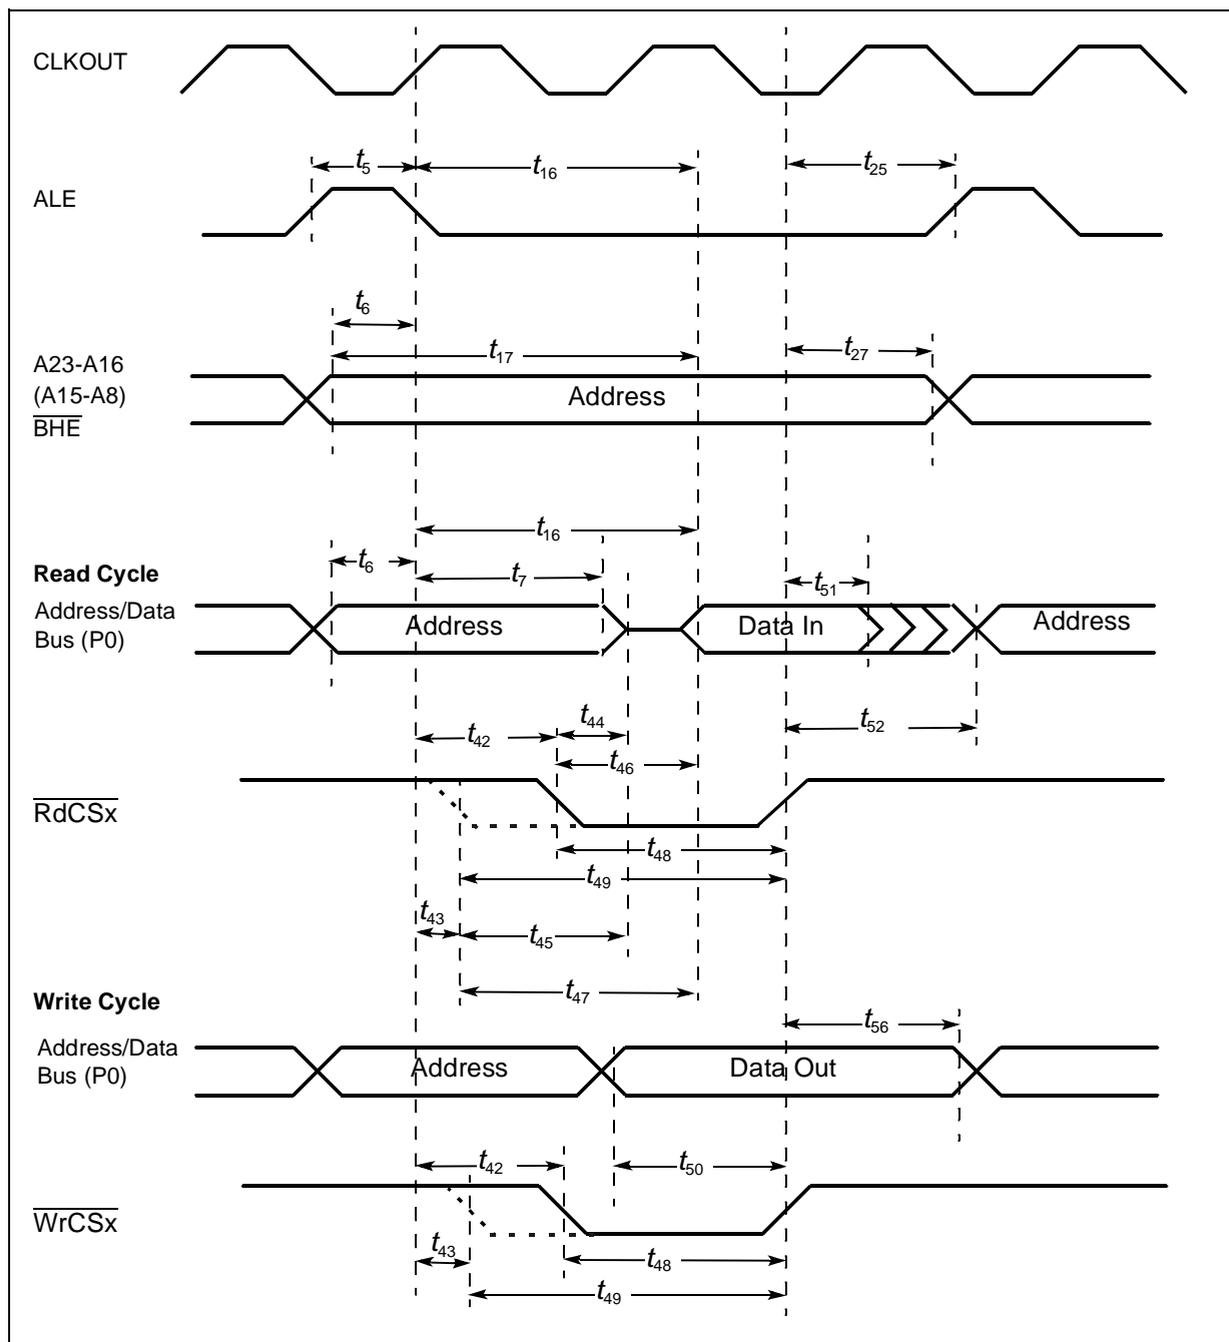 CLKOUT
t5
t16
t25
ALE
t6
t17
t27
A23-A16
(A15-A8)
BHE
Address
t16
t6
t7
t51
Read Cycle
Address/Data
Bus (P0)
Address
Data In
Address
t42
t44
t52
t46
RdCSx
t48
t49
t43
t45
t47
Write Cycle
t56
Address/Data
Bus (P0)
Address
Data Out
t42
t50
WrCSx
t43
t48
t49